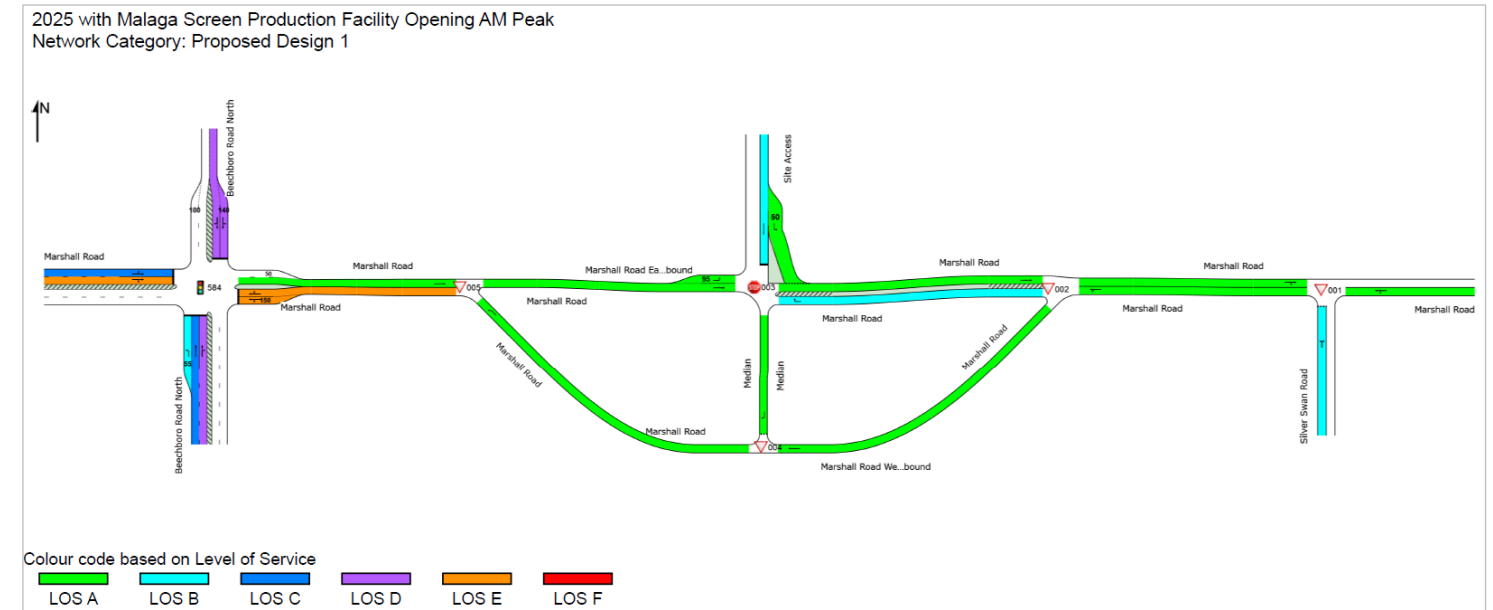 2025 with Malaga Screen Production Facility Opening AM Peak
Network Category: Proposed Design 1
N
Beechboro Road North
Site Access
100
140
50
Marshall Road
Marshall Road
Marshall Road Ea...bound
Marshall Road
Marshall Road
50
95
584
005
STOP
003
002
001
150
Marshall Road
Marshall Road
Marshall Road
Marshall Road
Marshall Road
55
Marshall Road
Median
Median
Marshall Road
Silver Swan Road
Beechboro Road North
Marshall Road
004
Marshall Road We...bound
Colour code based on Level of Service
LOS A
LOS B
LOS C
LOS D
LOS E
LOS F